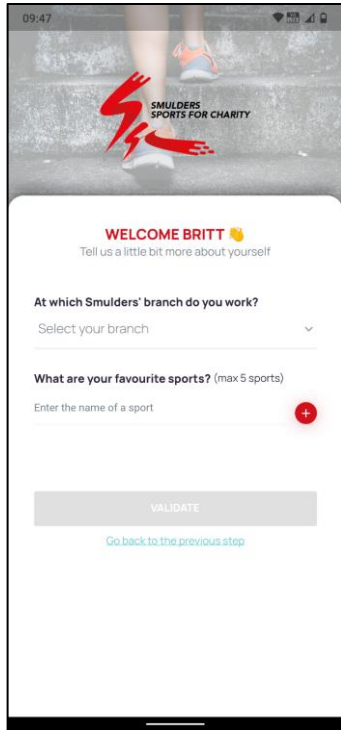 09:47
SMULDERS
SPORTS FOR CHARITY
WELCOME BRITT 👋
Tell us a little bit more about yourself
At which Smulders' branch do you work?
Select your branch
What are your favourite sports? (max 5 sports)
Enter the name of a sport
+
VALIDATE
Go back to the previous step